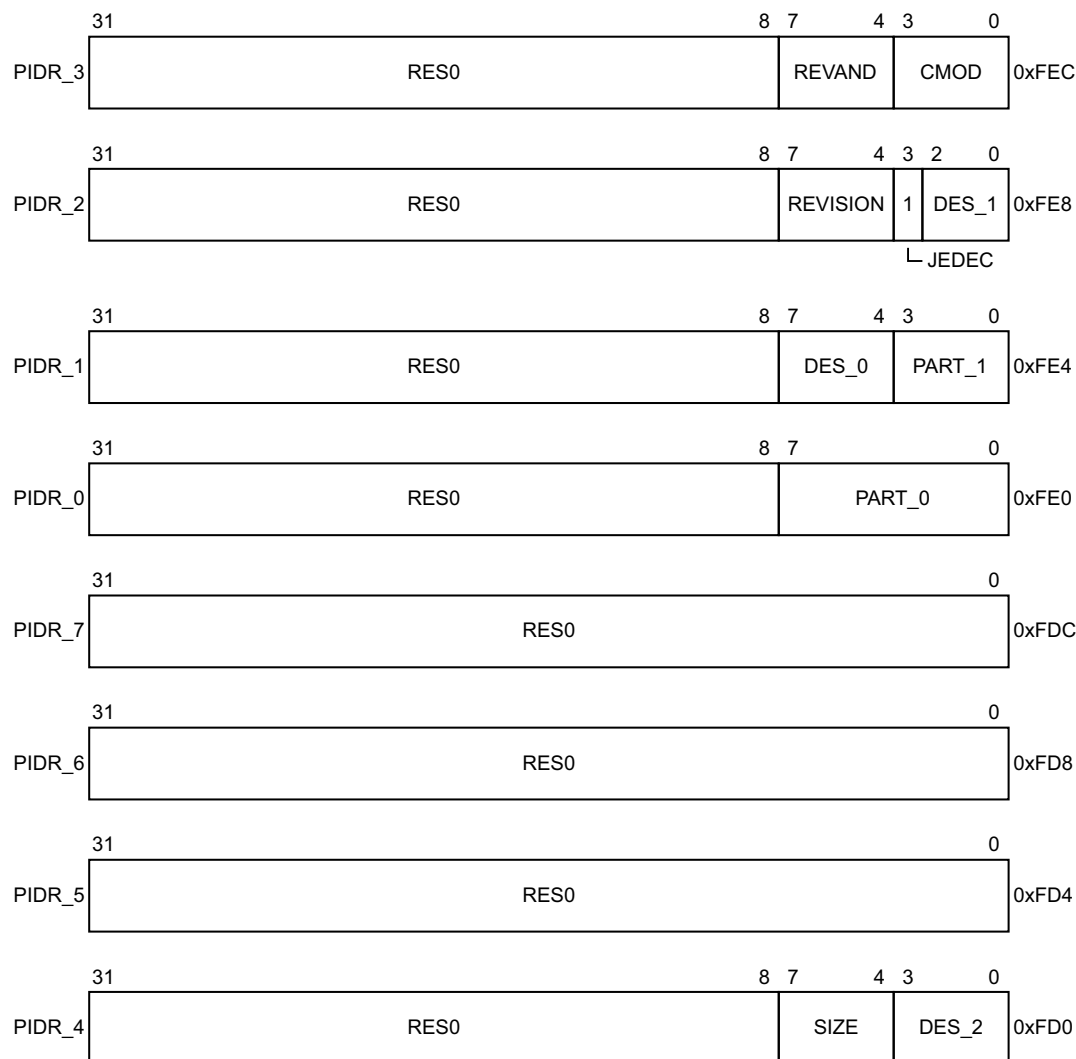 31 8 7 4 3 0
PIDR_3 RES0 REVAND CMOD 0xFEC
31 8 7 4 3 2 0
PIDR_2 RES0 REVISION 1 DES_1 0xFE8
JEDEC
31 8 7 4 3 0
PIDR_1 RES0 DES_0 PART_1 0xFE4
31 8 7 0
PIDR_0 RES0 PART_0 0xFE0
31 0
PIDR_7 RES0 0xFDC
31 0
PIDR_6 RES0 0xFD8
31 0
PIDR_5 RES0 0xFD4
31 8 7 4 3 0
PIDR_4 RES0 SIZE DES_2 0xFD0